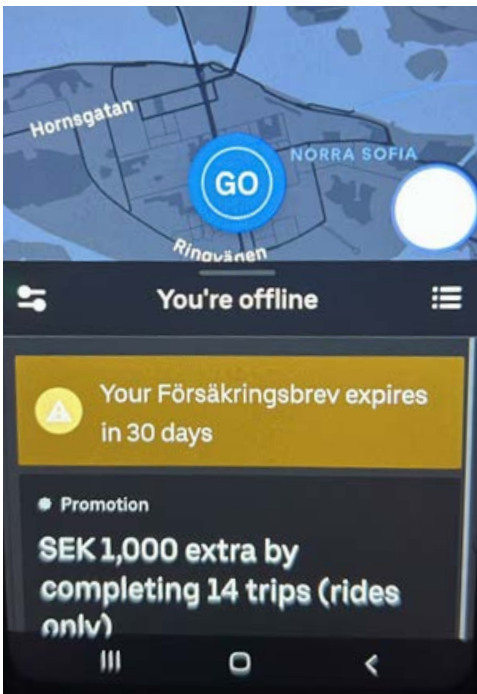 Hornsgatan
NORRA SOFIA
GO
Ringvägen
You're offline
Your Försäkringsbrev expires
in 30 days
Promotion
SEK 1,000 extra by
completing 14 trips (rides
only)